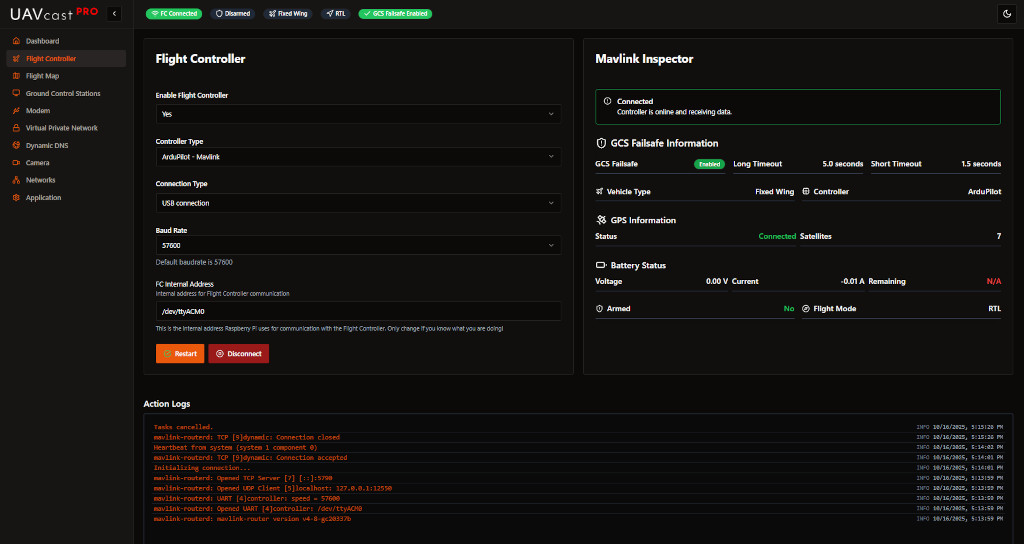 UAVcast PRO
FC Connected
Disarmed
Fixed Wing
RTL
GCS Failsafe Enabled
Dashboard
Flight Controller
Flight Map
Ground Control Stations
Modem
Virtual Private Network
Dynamic DNS
Camera
Networks
Application
Flight Controller
Enable Flight Controller
Yes
Controller Type
ArduPilot - Mavlink
Connection Type
USB connection
Baud Rate
57600
Default baudrate is 57600
FC Internal Address
Internal address for Flight Controller communication
/dev/ttyACM0
This is the internal address Raspberry Pi uses for communication with the Flight Controller. Only change if you know what you are doing!
Restart
Disconnect
Mavlink Inspector
Connected
Controller is online and receiving data.
GCS Failsafe Information
GCS Failsafe Enabled Long Timeout 5.0 seconds Short Timeout 1.5 seconds
Vehicle Type Fixed Wing Controller ArduPilot
GPS Information
Status Connected Satellites 7
Battery Status
Voltage 0.00 V Current -0.01 A Remaining N/A
Armed No Flight Mode RTL
Action Logs
Tasks cancelled. INFO 10/16/2025, 5:15:26 PM
mavlink-routerd: TCP [9]dynamic: Connection closed INFO 10/16/2025, 5:15:26 PM
Heartbeat from system (system 1 component 0) INFO 10/16/2025, 5:14:02 PM
mavlink-routerd: TCP [9]dynamic: Connection accepted INFO 10/16/2025, 5:14:01 PM
Initializing connection... INFO 10/16/2025, 5:14:01 PM
mavlink-routerd: Opened TCP Server [7] [::]:5790 INFO 10/16/2025, 5:13:59 PM
mavlink-routerd: Opened UDP Client [5]localhost: 127.0.0.1:12550 INFO 10/16/2025, 5:13:59 PM
mavlink-routerd: UART [4]controller: speed = 57600 INFO 10/16/2025, 5:13:59 PM
mavlink-routerd: Opened UART [4]controller: /dev/ttyACM0 INFO 10/16/2025, 5:13:59 PM
mavlink-routerd: mavlink-router version v4-8-gc20337b INFO 10/16/2025, 5:13:59 PM